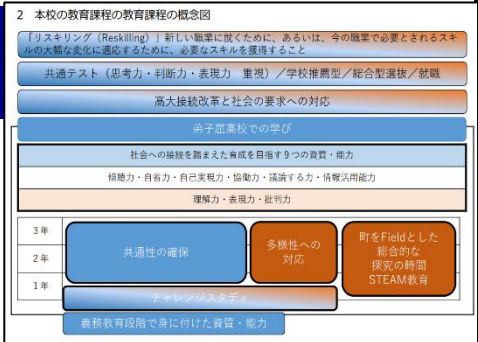 2 本校の教育課程の教育課程の概念図
「リスキリング（Reskilling)」新しい職業に就くために、あるいは、今の職業で必要とされるスキ
ルの大幅な変化に適応するために、必要なスキルを獲得すること
共通テスト（思考力・判断力・表現力 重視）／学校推薦型／総合型選抜／就職
高大接続改革と社会の要求への対応
弟子屈高校での学び
社会への接続を踏まえた育成を目指す９つの資質・能力
傾聴力・自省力・自己実現力・協働力・議論する力・情報活用能力
理解力・表現力・批判力
3年
2年
1年
共通性の確保
多様性への
対応
町をFieldとした
総合的な
探究の時間
STEAM教育
チャレンジスタディ
義務教育段階で身に付けた資質・能力